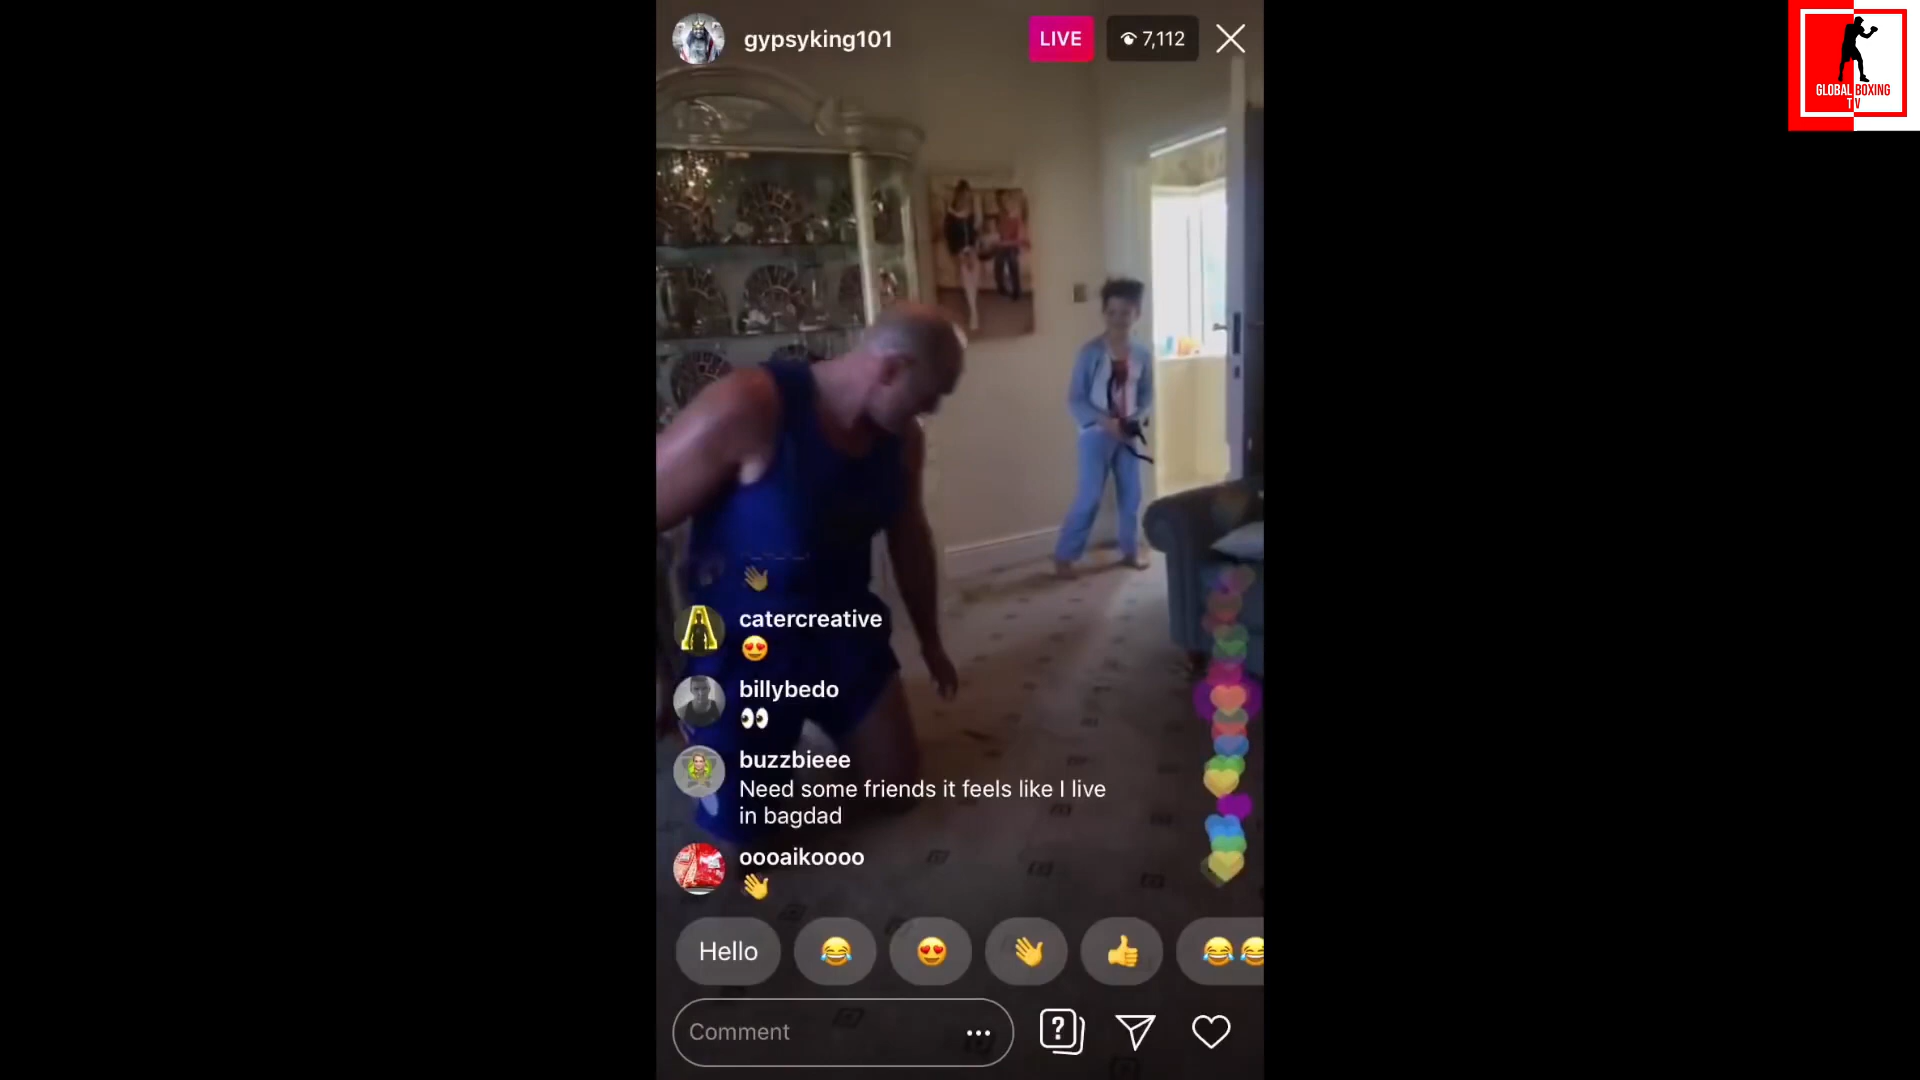 gypsyking101
LIVE
7,112
GLOBAL BOXING
TV
catercreative
billybedo
buzzbieee
Need some friends it feels like I live
in bagdad
oooaikoooo
Hello
Comment